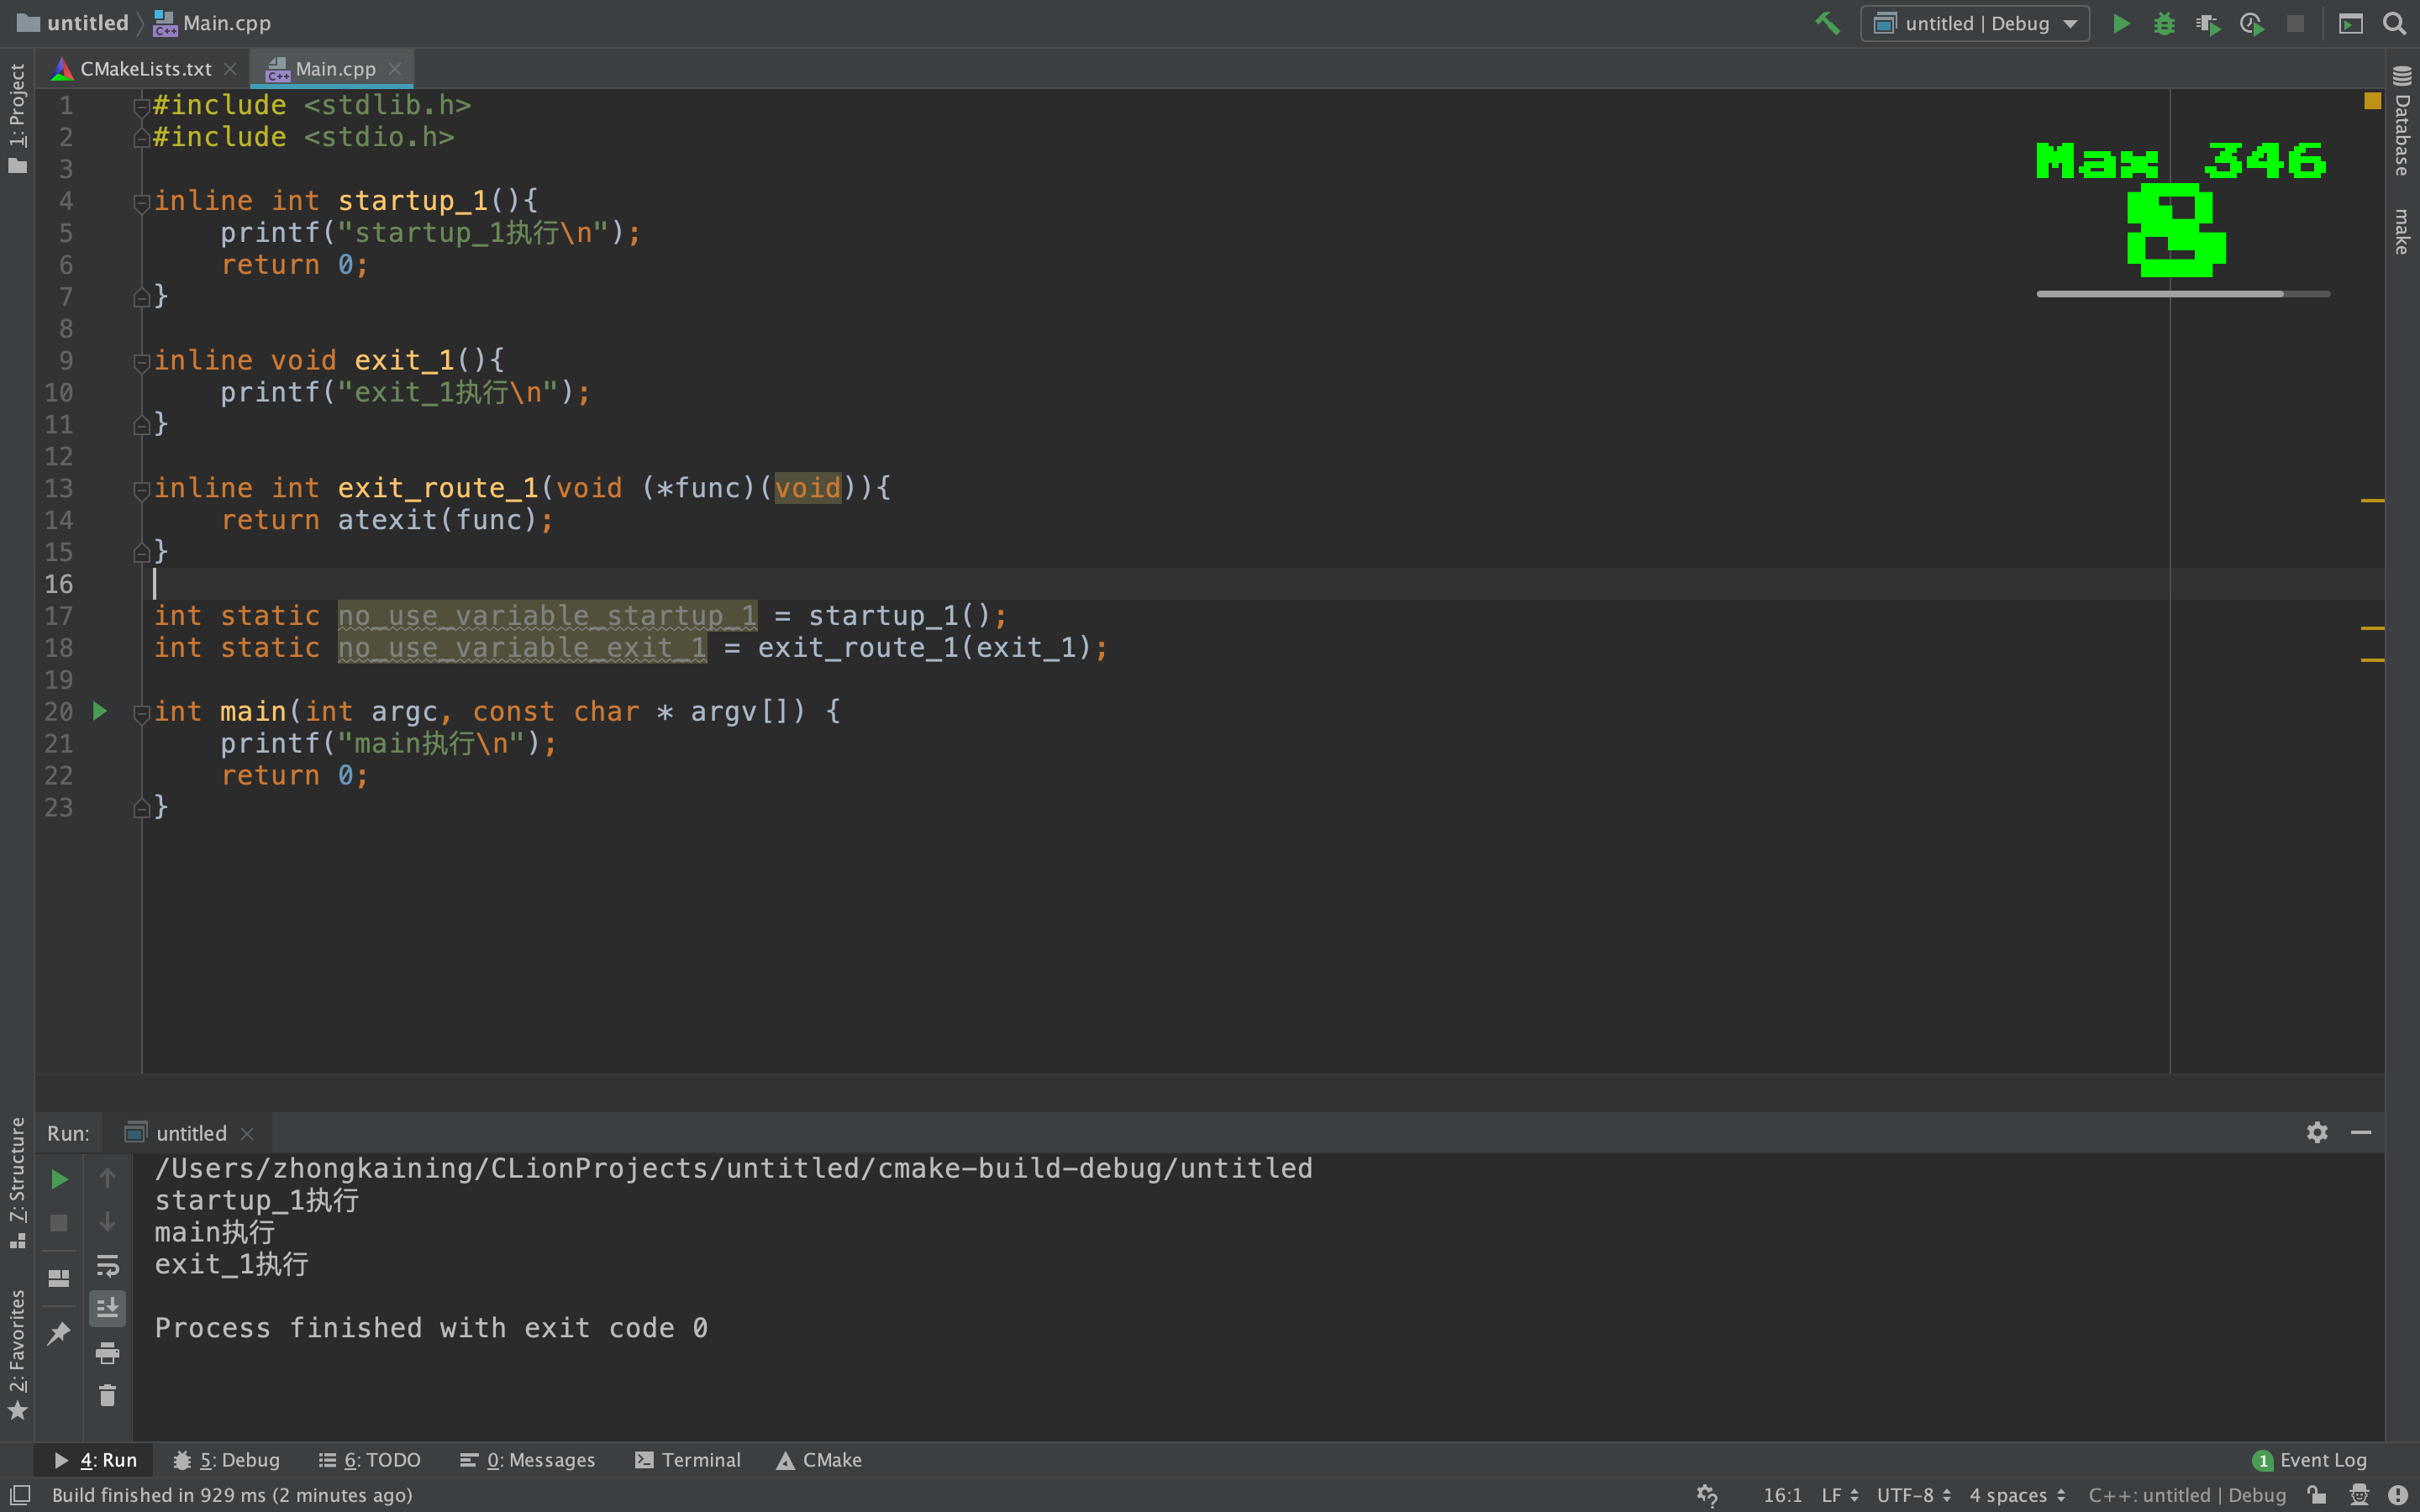 untitled Main.cpp untitled | Debug
1: Project CMakeLists.txt Main.cpp
1 #include <stdlib.h>
2 #include <stdio.h>
3
4 inline int startup_1(){
5     printf("startup_1执行\n");
6     return 0;
7 }
8
9 inline void exit_1(){
10     printf("exit_1执行\n");
11 }
12
13 inline int exit_route_1(void (*func)(void)){
14     return atexit(func);
15 }
16
17 int static no_use_variable_startup_1 = startup_1();
18 int static no_use_variable_exit_1 = exit_route_1(exit_1);
19
20 int main(int argc, const char * argv[]) {
21     printf("main执行\n");
22     return 0;
23 }
Max 346
8
Database
make
7: Structure
2: Favorites
Run: untitled
/Users/zhongkaining/CLionProjects/untitled/cmake-build-debug/untitled
startup_1执行
main执行
exit_1执行
Process finished with exit code 0
4: Run 5: Debug 6: TODO 0: Messages Terminal CMake 1 Event Log
Build finished in 929 ms (2 minutes ago) 16:1 LF UTF-8 4 spaces C++: untitled | Debug